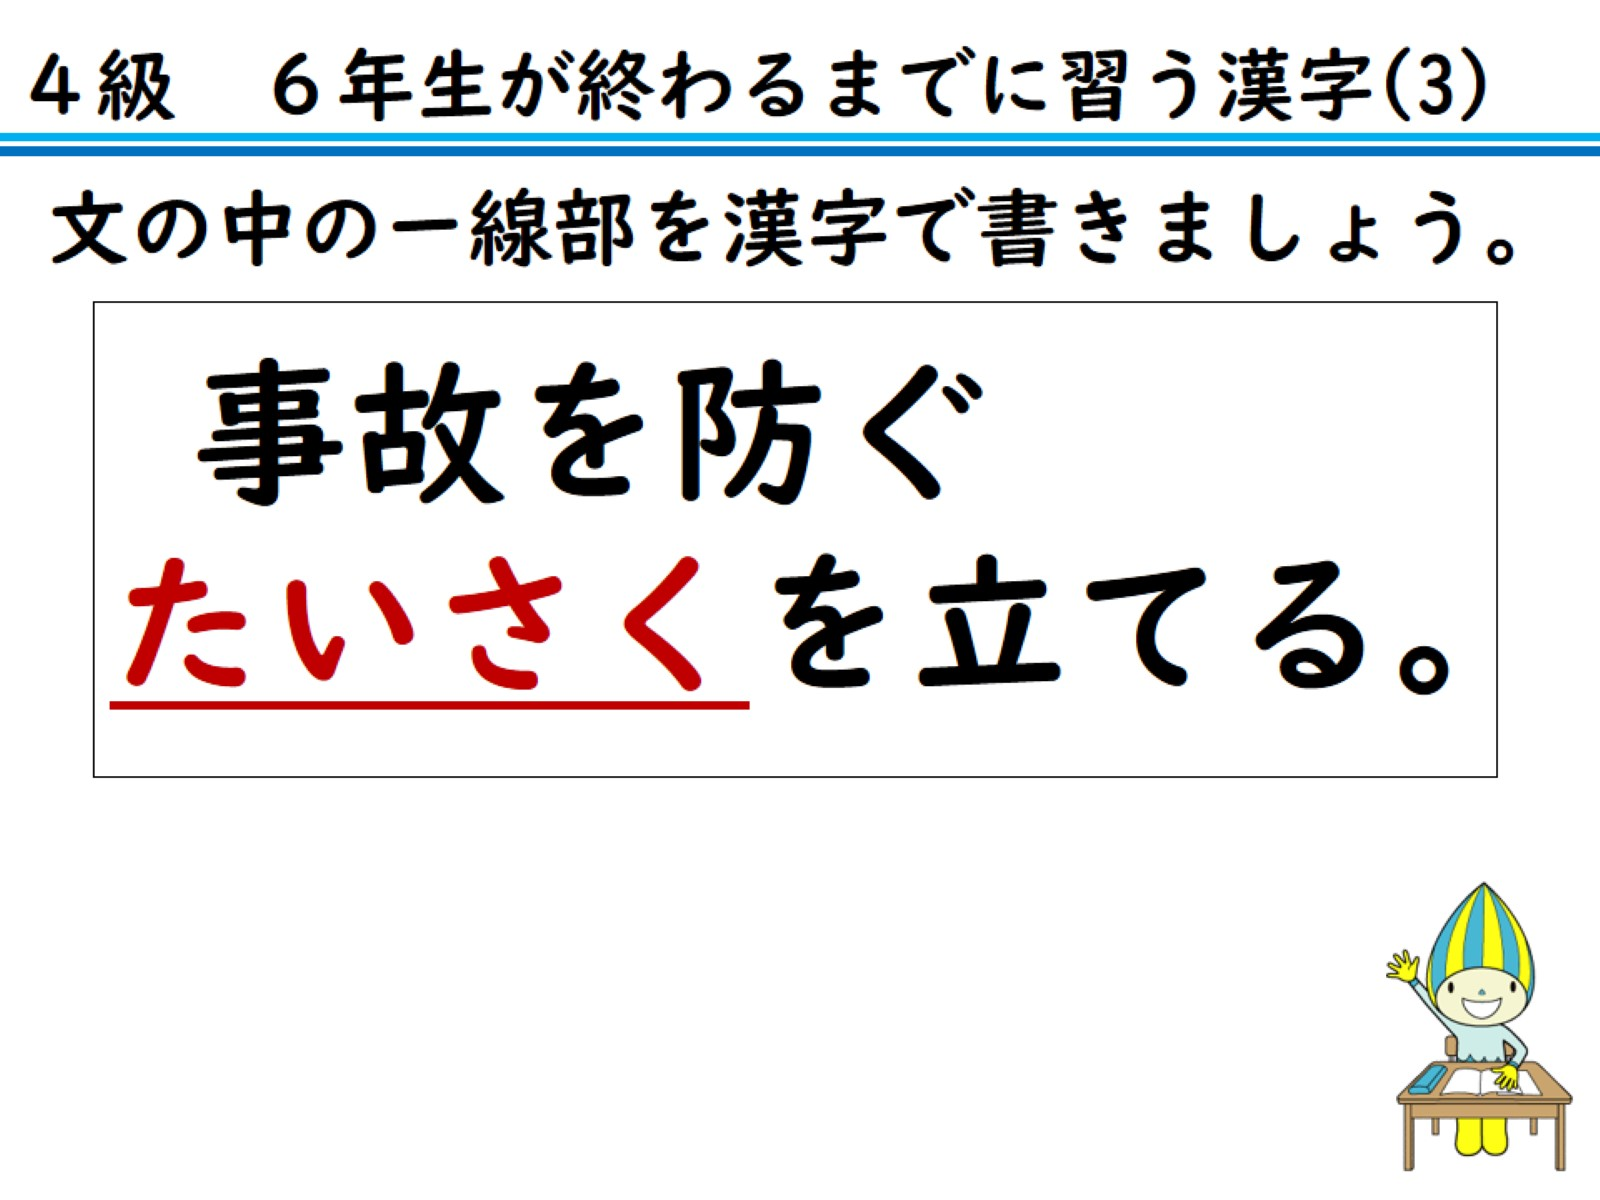 ４級　６年生が終わるまでに習う漢字(3)
文の中の一線部を漢字で書きましょう。
事故を防ぐ
たいさくを立てる。